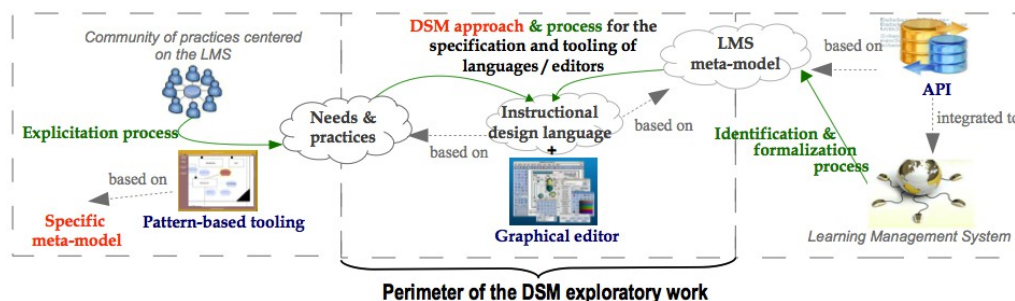 Community of practices centered
on the LMS
Explicitation process
based on
Specific
meta-model
Pattern-based tooling
Needs &
practices
DSM approach & process for the
specification and tooling of
languages / editors
based on
Instructional
design language
+
Graphical editor
based on
LMS
meta-model
based on
API
integrated to
Identification &
formalization
process
Learning Management System
Perimeter of the DSM exploratory work